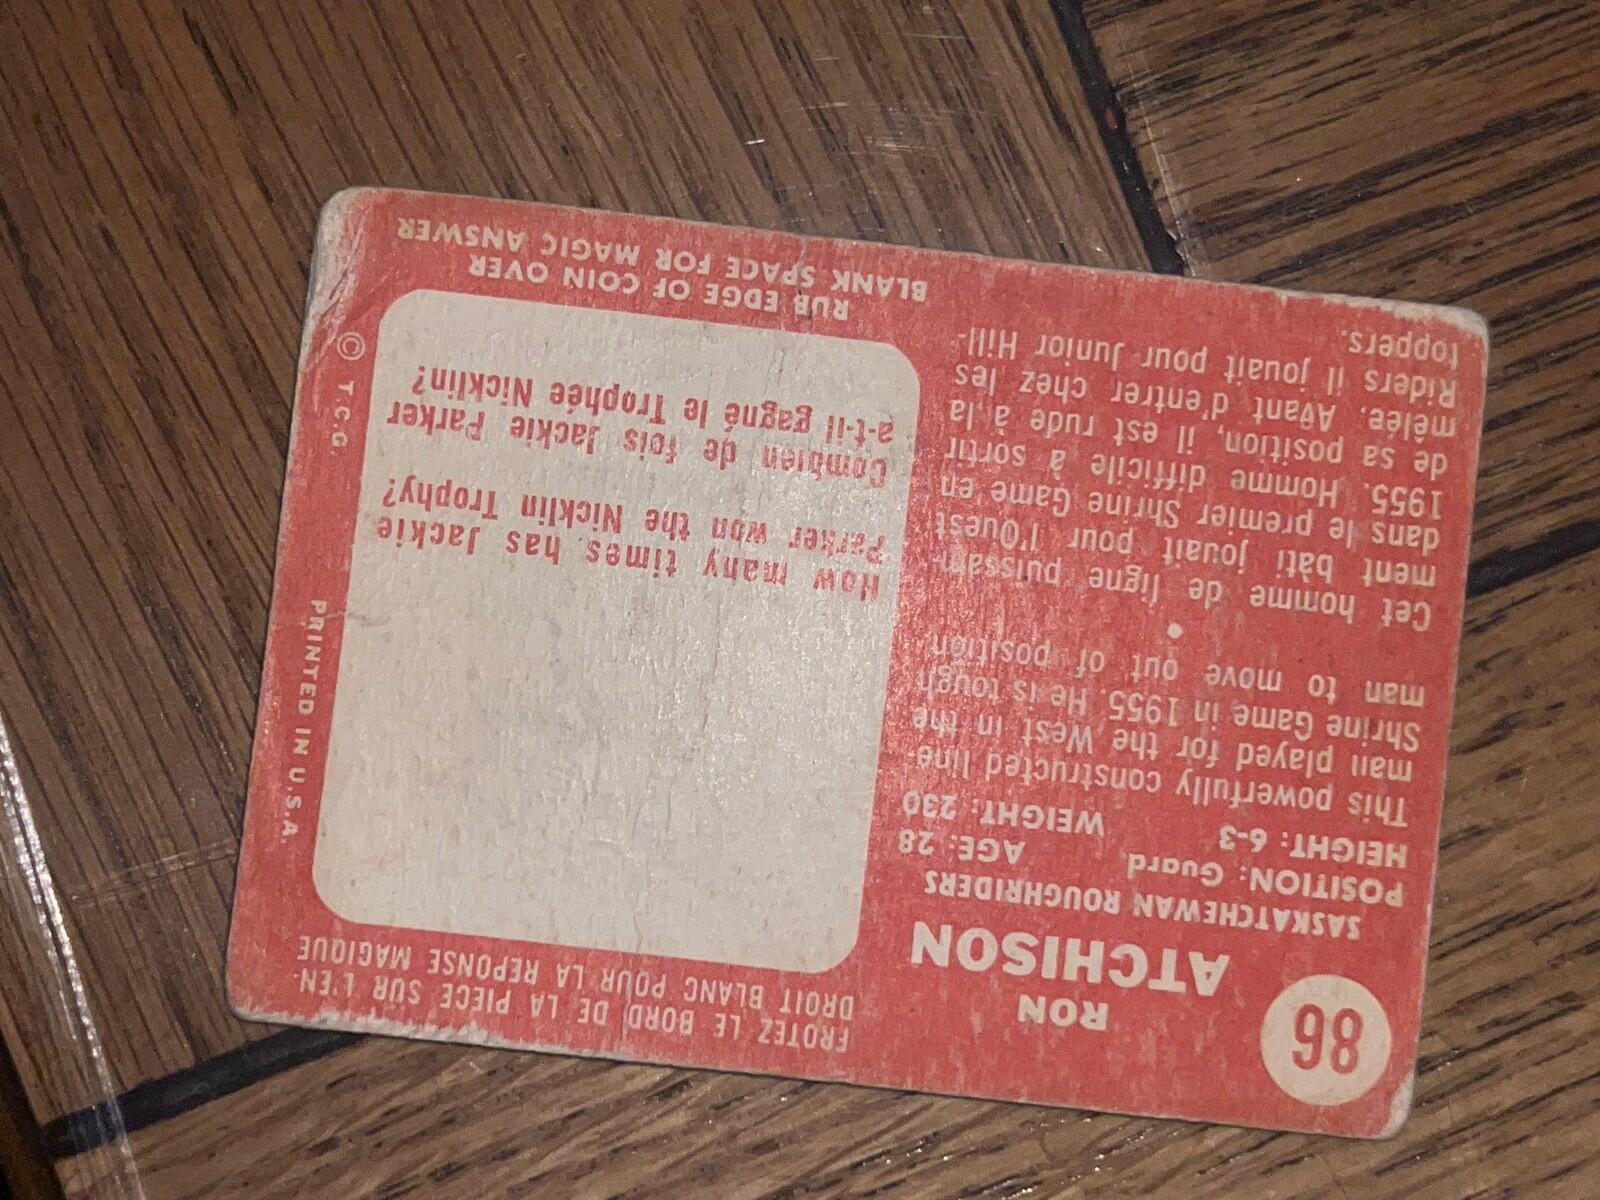 86
RON
ATCHISON
SASKATCHEWAN ROUGHRIDERS
POSITION: Guard AGE: 28
HEIGHT: 6-3 WEIGHT: 230
This powerfully constructed line-
man played for the West in the
Shrine Game in 1955. He is tough
man to move out of position
•
Cet homme de ligne puissam-
ment bâti jouait pour l'Ouest
dans le premier Shrine Game en
1955. Homme difficile à sortir
de sa position, il est rude à la
mêlée. Avant d'entrer chez les
Riders il jouait pour Junior Hill-
toppers.
FROTEZ LE BORD DE LA PIECE SUR L'EN-
DROIT BLANC POUR LA REPONSE MAGIQUE
How many times has Jackie
Parker won the Nicklin Trophy?
Combien de fois Jackie Parker
a-t-il gagné le Trophée Nicklin?
RUB EDGE OF COIN OVER
BLANK SPACE FOR MAGIC ANSWER
© T.C.G. PRINTED IN U.S.A.